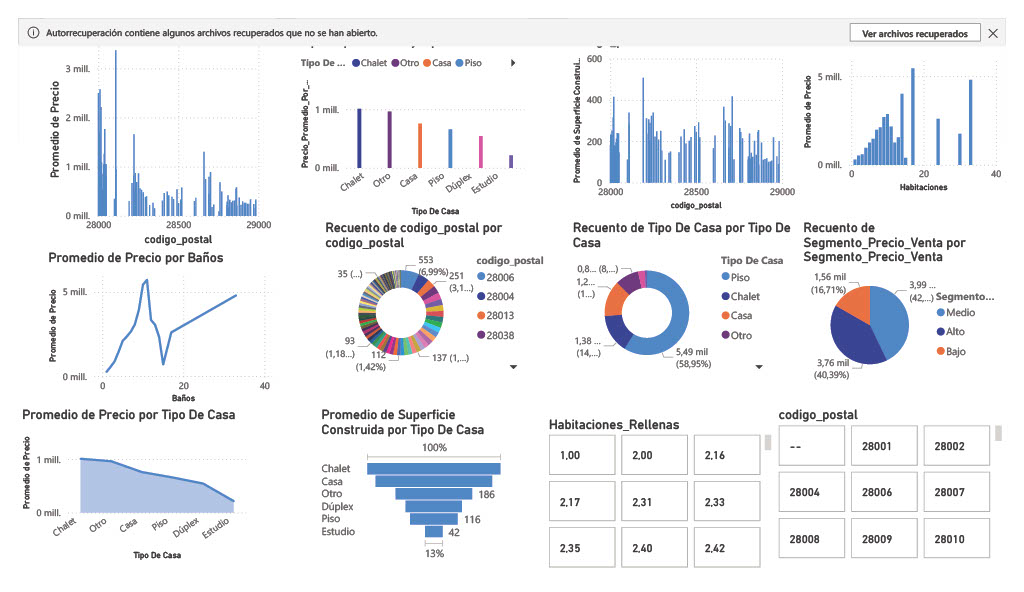 Autorrecuperación contiene algunos archivos recuperados que no se han abierto.
Ver archivos recuperados
Promedio de Precio
3 mill.
2 mill.
1 mill.
0 mill.
28000
28500
29000
codigo_postal
Tipo De ...
Chalet
Otro
Casa
Piso
Precio_Promedio_Por_...
1 mill.
0 mill.
Chalet
Otro
Casa
Piso
Dúplex
Estudio
Tipo De Casa
Promedio de Superficie Construi...
600
400
200
0
28000
28500
29000
codigo_postal
Promedio de Precio
5 mill.
0 mill.
0
20
40
Habitaciones
Promedio de Precio por Baños
Promedio de Precio
5 mill.
0 mill.
0
20
40
Baños
Recuento de codigo_postal por
codigo_postal
553
(6,99%)
251
(3,1...)
137 (1,...)
112
(1,42%)
93
(1,18...)
35 (...)
codigo_postal
28006
28004
28013
28038
Recuento de Tipo De Casa por Tipo De
Casa
0,8... (8,...)
1,2...
(1...)
1,38 ...
(14,...)
5,49 mil
(58,95%)
Tipo De Casa
Piso
Chalet
Casa
Otro
Recuento de
Segmento_Precio_Venta por
Segmento_Precio_Venta
1,56 mil
(16,71%)
3,99 ...
(42,...)
3,76 mil
(40,39%)
Segmento...
Medio
Alto
Bajo
Promedio de Precio por Tipo De Casa
Promedio de Precio
1 mill.
0 mill.
Chalet
Otro
Casa
Piso
Dúplex
Estudio
Tipo De Casa
Promedio de Superficie
Construida por Tipo De Casa
100%
Chalet
Casa
Otro
186
Dúplex
Piso
116
Estudio
42
13%
Habitaciones_Rellenas
1,00
2,00
2,16
2,17
2,31
2,33
2,35
2,40
2,42
codigo_postal
--
28001
28002
28004
28006
28007
28008
28009
28010